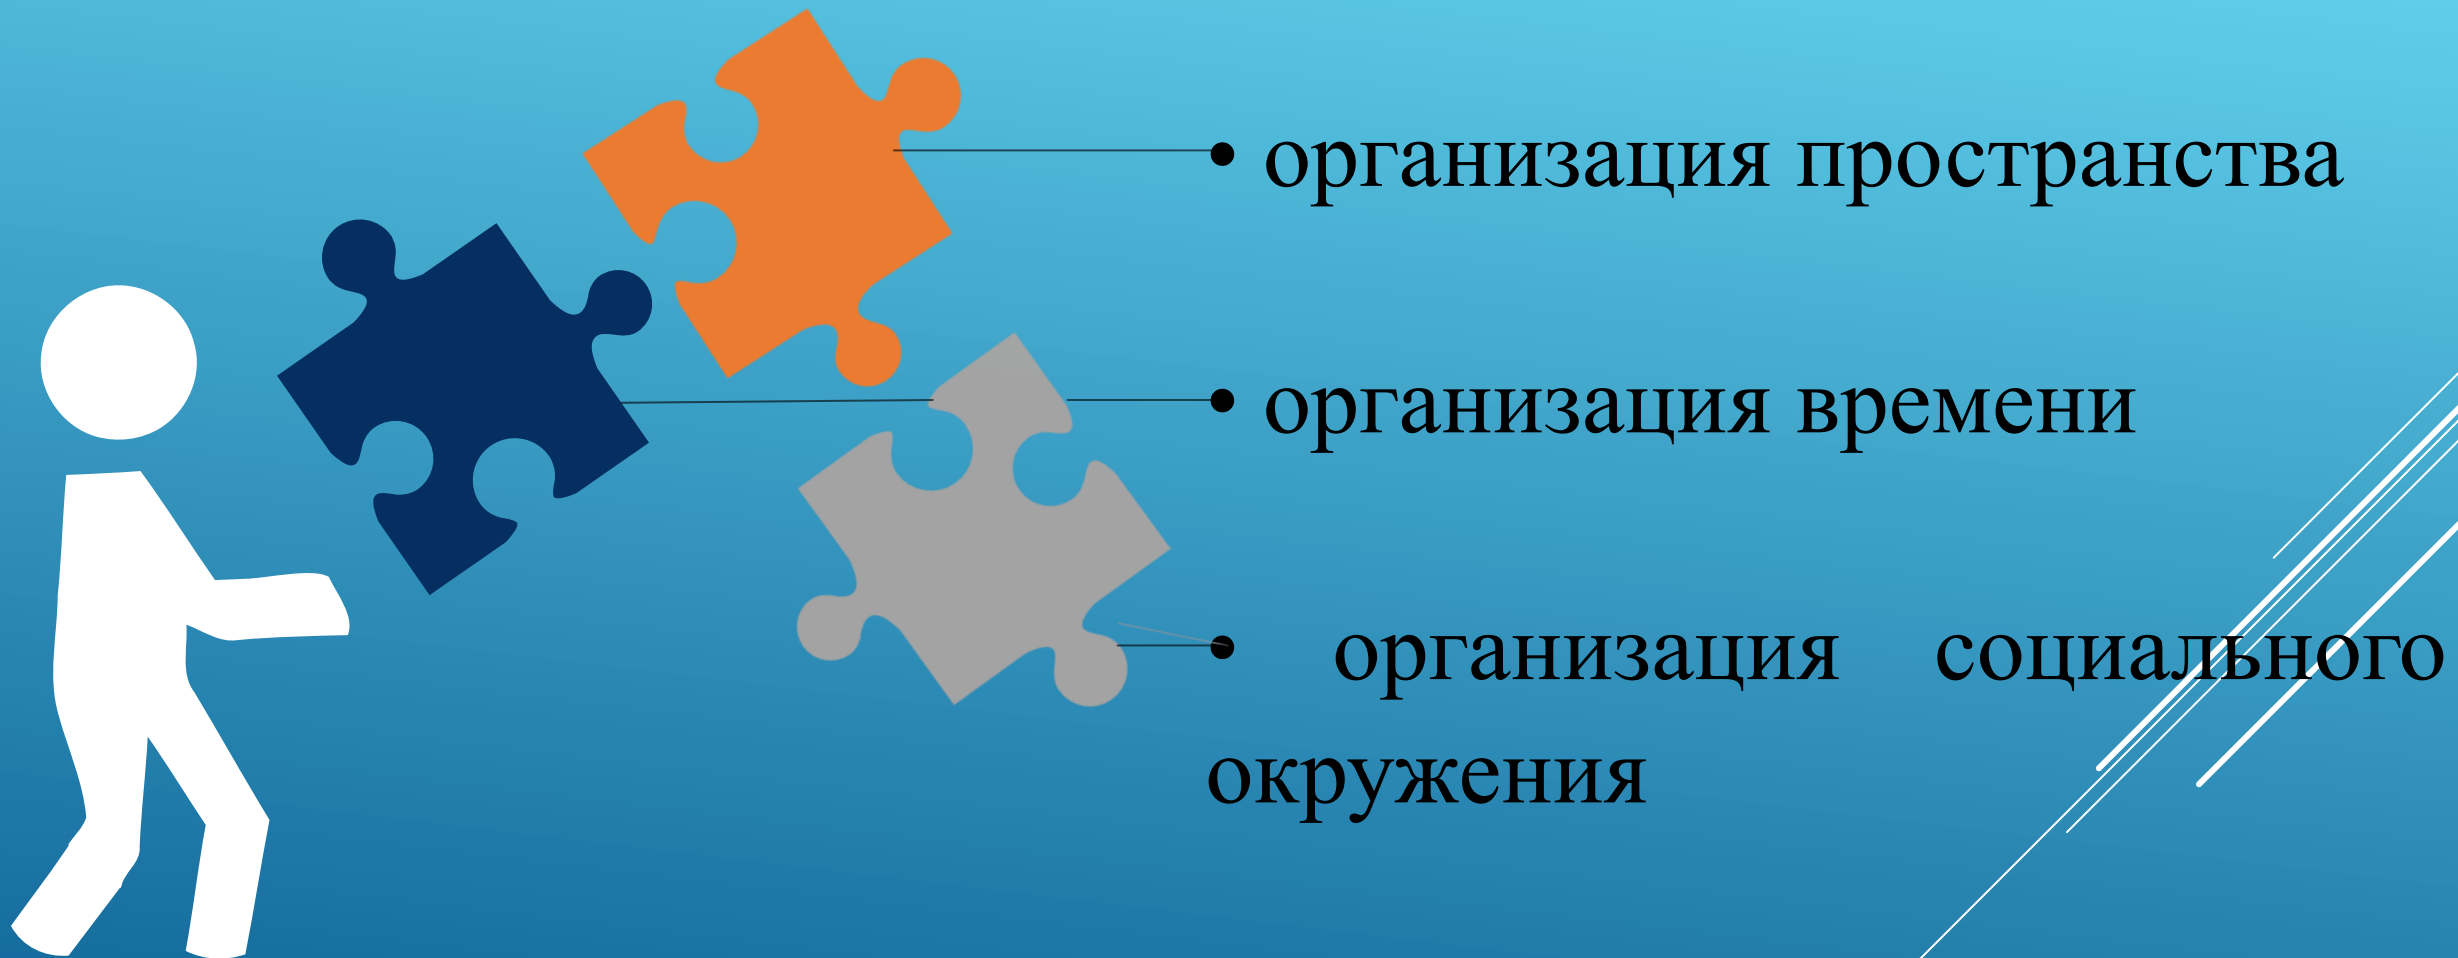 • организация пространства
• организация времени
• организация социального
окружения